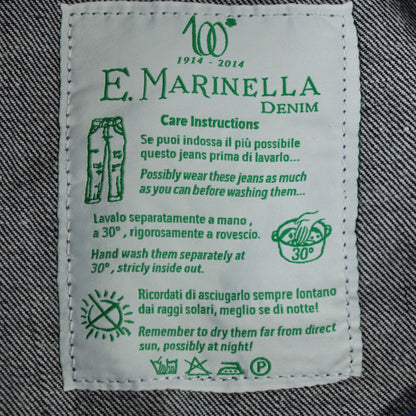 100
1914 - 2014
E. MARINELLA
DENIM
Care Instructions
Se puoi indossa il più possibile
questo jeans prima di lavarlo...
Possibly wear these jeans as much
as you can before washing them...
Lavalo separatamente a mano,
a 30°, rigorosamente a rovescio.
Hand wash them separately at
30°, stricly inside out.
30°
Ricordati di asciugarlo sempre lontano
dai raggi solari, meglio se di notte!
Remember to dry them far from direct
sun, possibly at night!
P